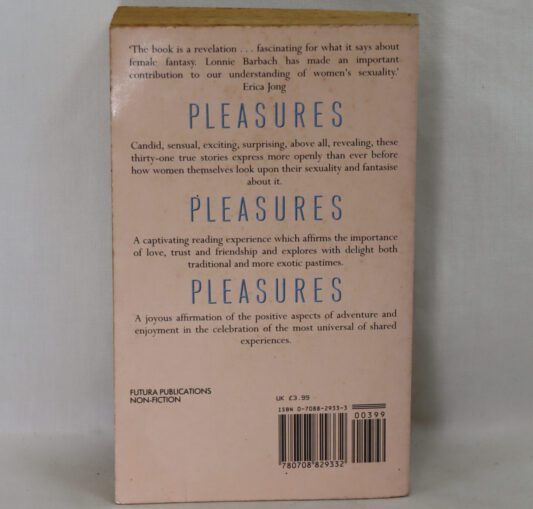 'The book is a revelation . . . fascinating for what it says about
female fantasy. Lonnie Barbach has made an important
contribution to our understanding of women's sexuality.'
Erica Jong
PLEASURES
Candid, sensual, exciting, surprising, above all, revealing, these
thirty-one true stories express more openly than ever before
how women themselves look upon their sexuality and fantasise
about it.
PLEASURES
A captivating reading experience which affirms the importance
of love, trust and friendship and explores with delight both
traditional and more exotic pastimes.
PLEASURES
A joyous affirmation of the positive aspects of adventure and
enjoyment in the celebration of the most universal of shared
experiences.
FUTURA PUBLICATIONS
NON-FICTION
UK £3.99
ISBN 0-7088-2933-3
00399
9780708829332